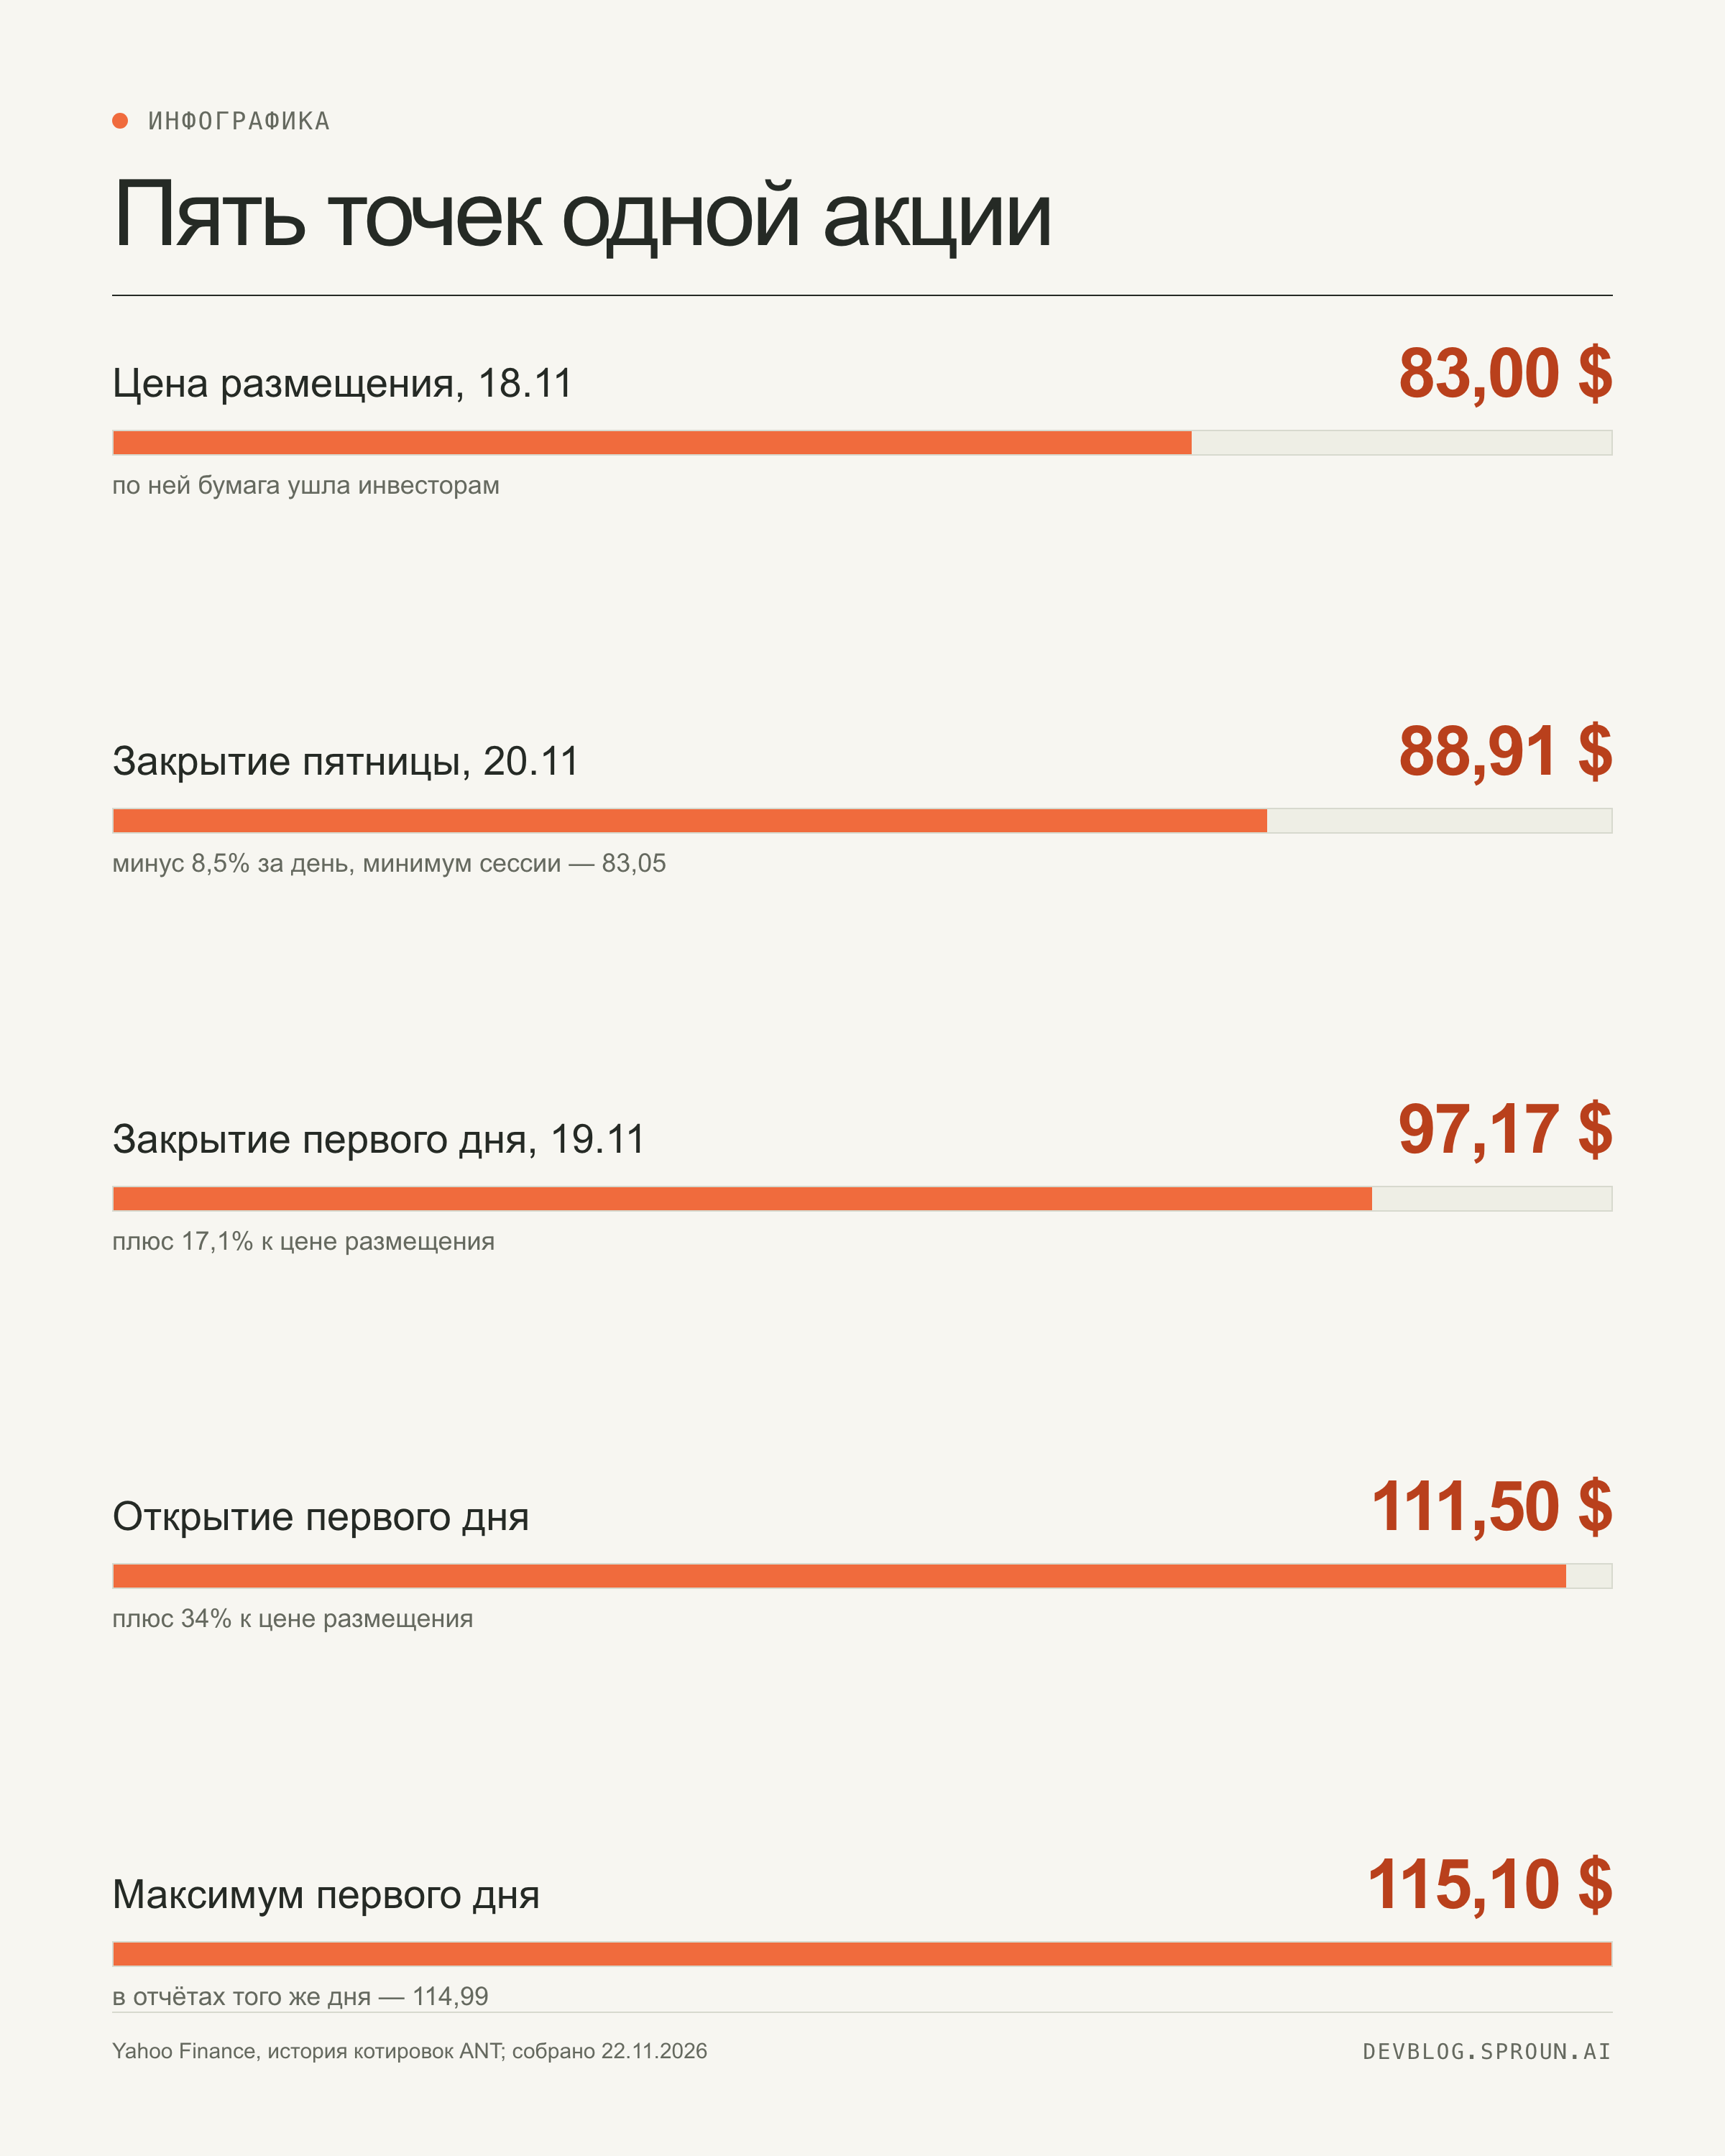 ИНФОГРАФИКА
Пять точек одной акции
Цена размещения, 18.11
83,00 $
по ней бумага ушла инвесторам
Закрытие пятницы, 20.11
88,91 $
минус 8,5% за день, минимум сессии — 83,05
Закрытие первого дня, 19.11
97,17 $
плюс 17,1% к цене размещения
Открытие первого дня
111,50 $
плюс 34% к цене размещения
Максимум первого дня
115,10 $
в отчётах того же дня — 114,99
Yahoo Finance, история котировок ANT; собрано 22.11.2026
DEVBLOG.SPROUN.AI